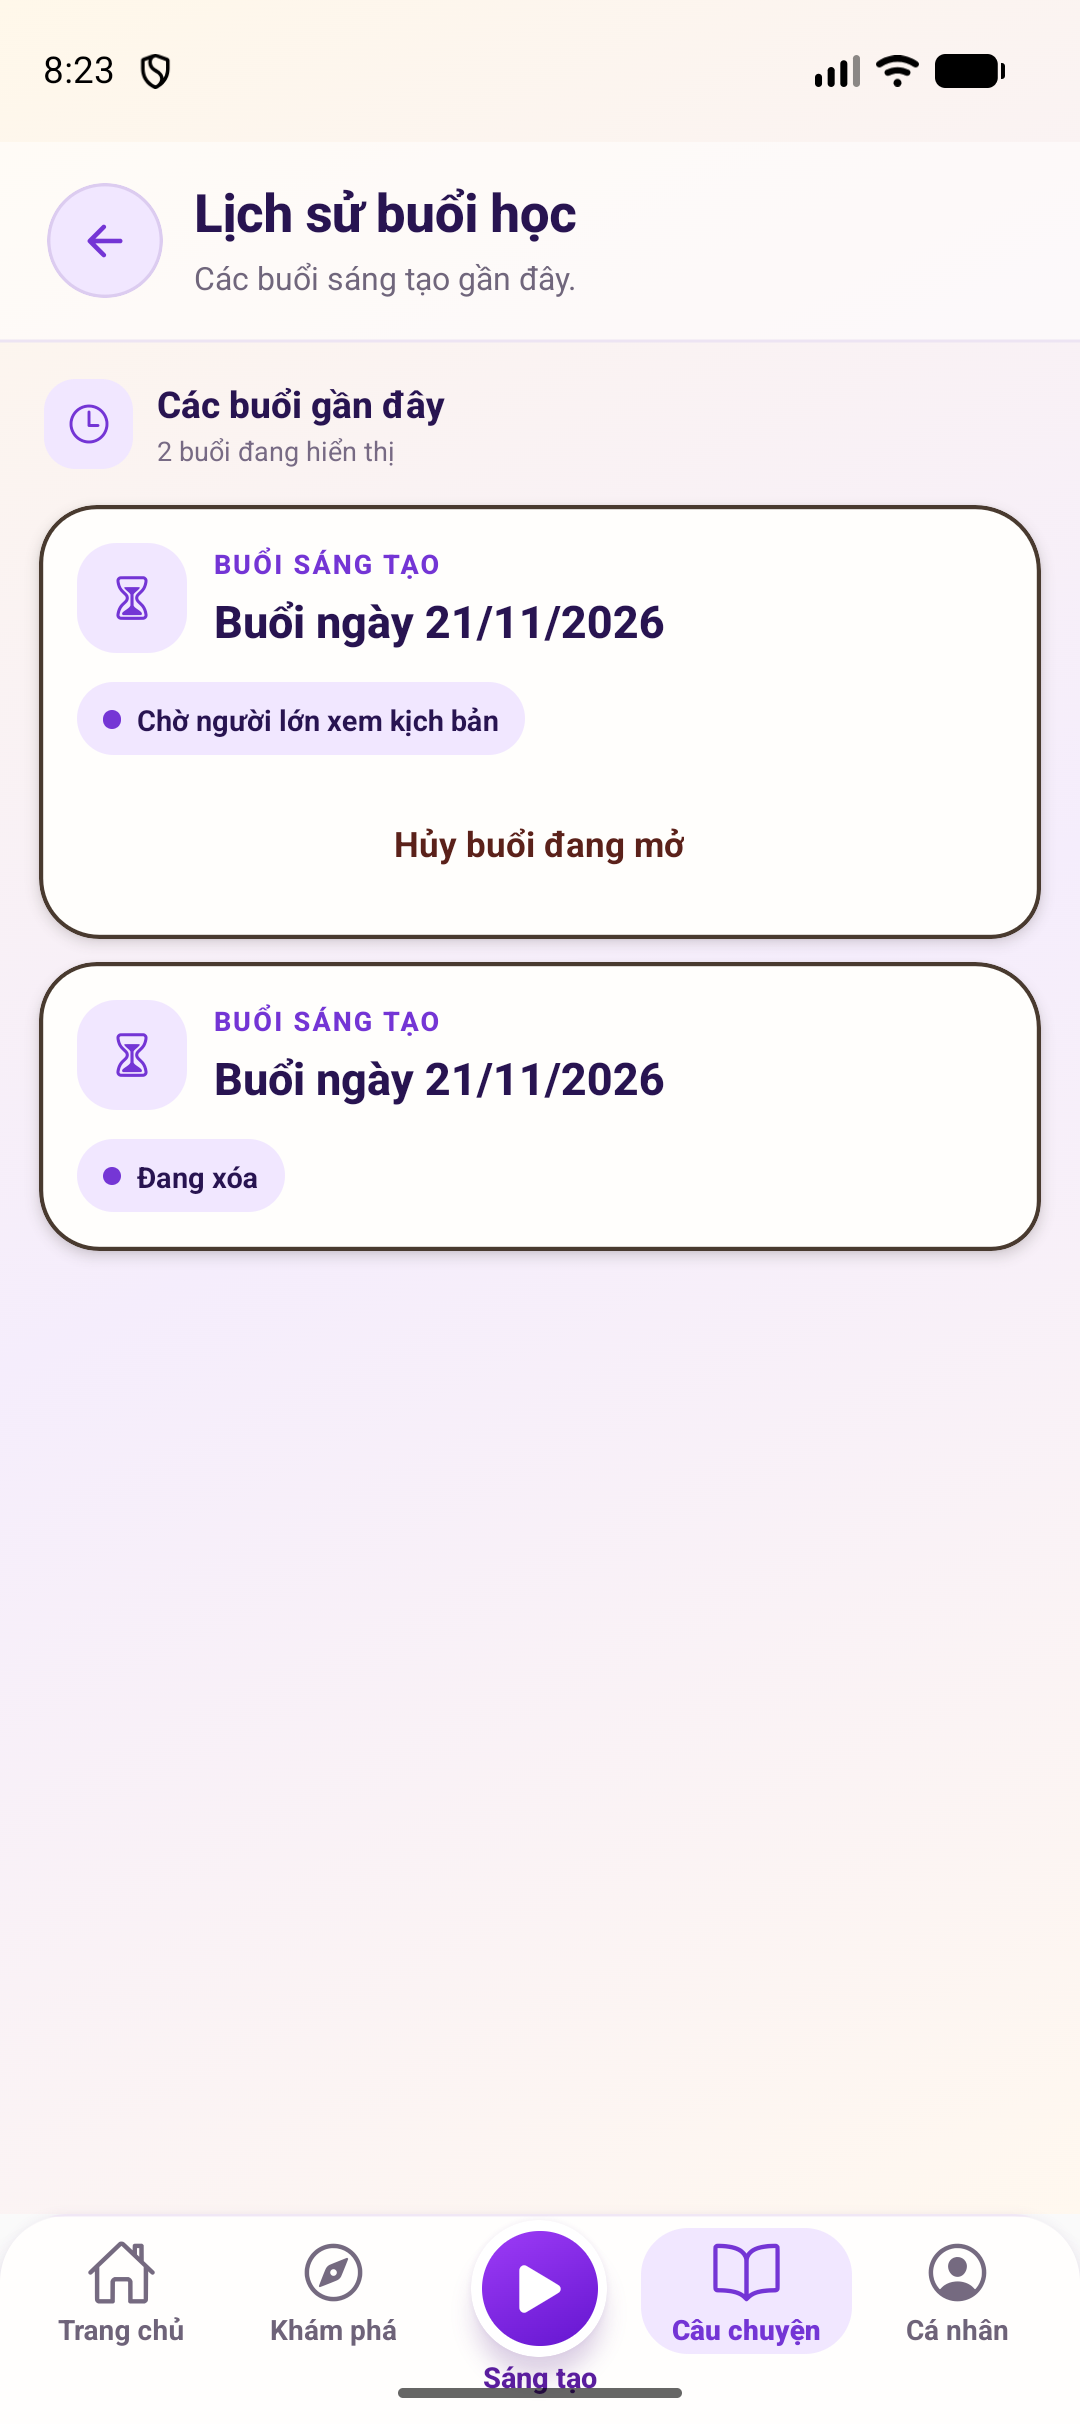 8:23
Lịch sử buổi học
Các buổi sáng tạo gần đây.
Các buổi gần đây
2 buổi đang hiển thị
BUỔI SÁNG TẠO
Buổi ngày 21/11/2026
Chờ người lớn xem kịch bản
Hủy buổi đang mở
BUỔI SÁNG TẠO
Buổi ngày 21/11/2026
Đang xóa
Trang chủ
Khám phá
Sáng tạo
Câu chuyện
Cá nhân